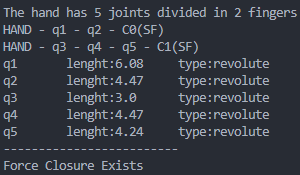 The hand has 5 joints divided in 2 fingers
HAND - q1 - q2 - C0(SF)
HAND - q3 - q4 - q5 - C1(SF)
q1 lenght:6.08 type:revolute
q2 lenght:4.47 type:revolute
q3 lenght:3.0 type:revolute
q4 lenght:4.47 type:revolute
q5 lenght:4.24 type:revolute
-------------------------
Force Closure Exists